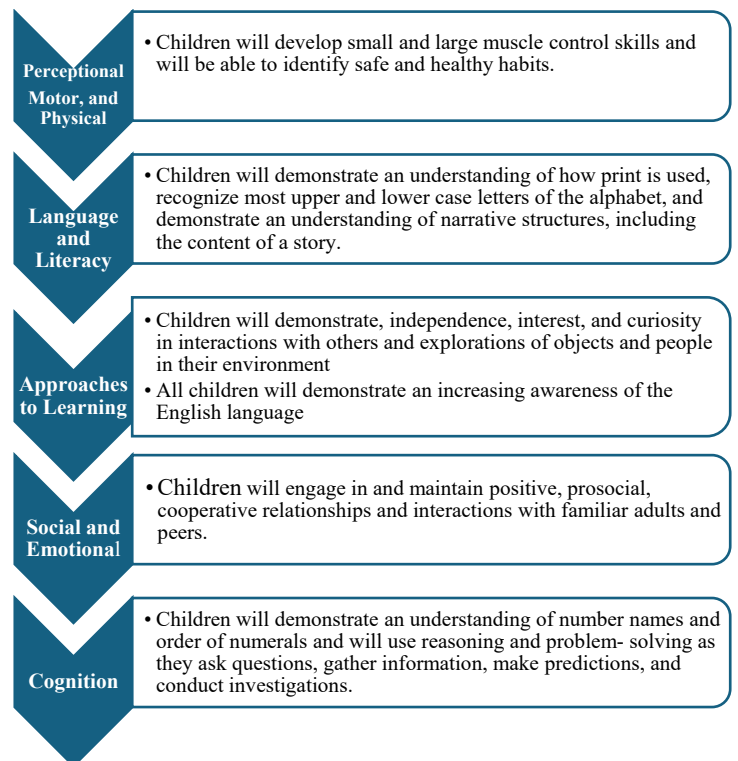 Perceptional
Motor, and
Physical
• Children will develop small and large muscle control skills and
will be able to identify safe and healthy habits.
Language
and
Literacy
• Children will demonstrate an understanding of how print is used,
recognize most upper and lower case letters of the alphabet, and
demonstrate an understanding of narrative structures, including
the content of a story.
Approaches
to Learning
• Children will demonstrate, independence, interest, and curiosity
in interactions with others and explorations of objects and people
in their environment
• All children will demonstrate an increasing awareness of the
English language
Social and
Emotional
• Children will engage in and maintain positive, prosocial,
cooperative relationships and interactions with familiar adults and
peers.
Cognition
• Children will demonstrate an understanding of number names and
order of numerals and will use reasoning and problem- solving as
they ask questions, gather information, make predictions, and
conduct investigations.